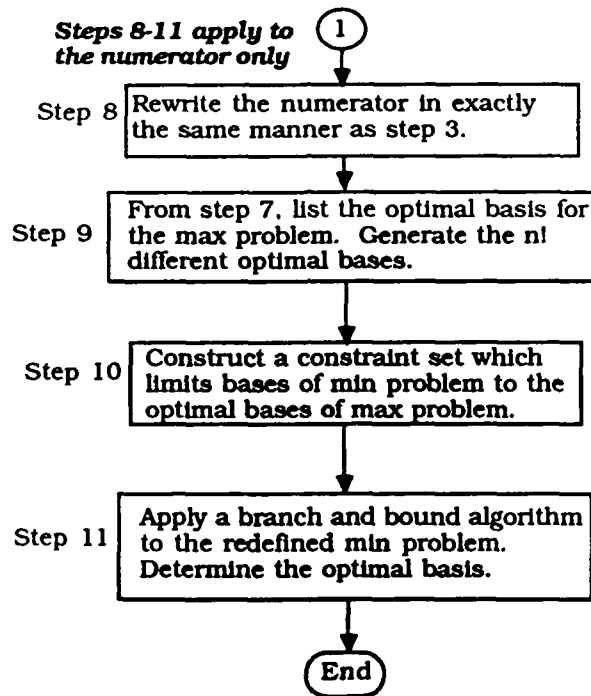 Steps 8-11 apply to
the numerator only
1
Step 8
Rewrite the numerator in exactly
the same manner as step 3.
Step 9
From step 7, list the optimal basis for
the max problem. Generate the n!
different optimal bases.
Step 10
Construct a constraint set which
limits bases of min problem to the
optimal bases of max problem.
Step 11
Apply a branch and bound algorithm
to the redefined min problem.
Determine the optimal basis.
End